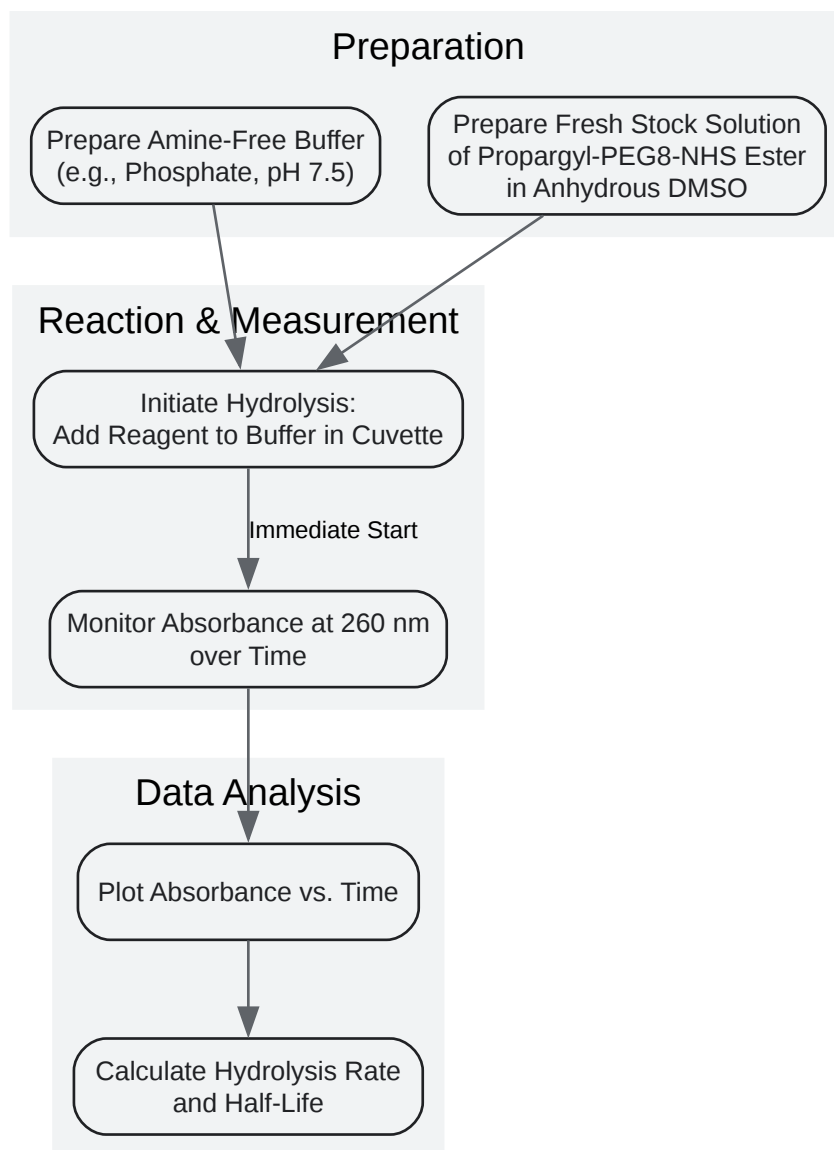 Preparation
Prepare Amine-Free Buffer
(e.g., Phosphate, pH 7.5)
Prepare Fresh Stock Solution
of Propargyl-PEG8-NHS Ester
in Anhydrous DMSO
Reaction & Measurement
Initiate Hydrolysis:
Add Reagent to Buffer in Cuvette
Immediate Start
Monitor Absorbance at 260 nm
over Time
Data Analysis
Plot Absorbance vs. Time
Calculate Hydrolysis Rate
and Half-Life